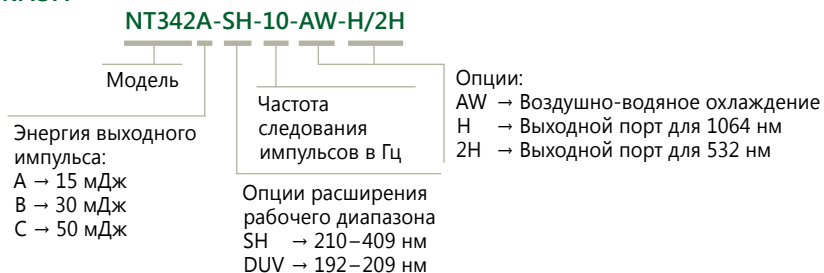 NT342A-SH-10-AW-H/2H
Модель
Энергия выходного
импульса:
A → 15 мДж
B → 30 мДж
C → 50 мДж
Частота
следования
импульсов в Гц
Опции расширения
рабочего диапазона
SH → 210–409 нм
DUV → 192–209 нм
Опции:
AW → Воздушно-водяное охлаждение
H → Выходной порт для 1064 нм
2H → Выходной порт для 532 нм